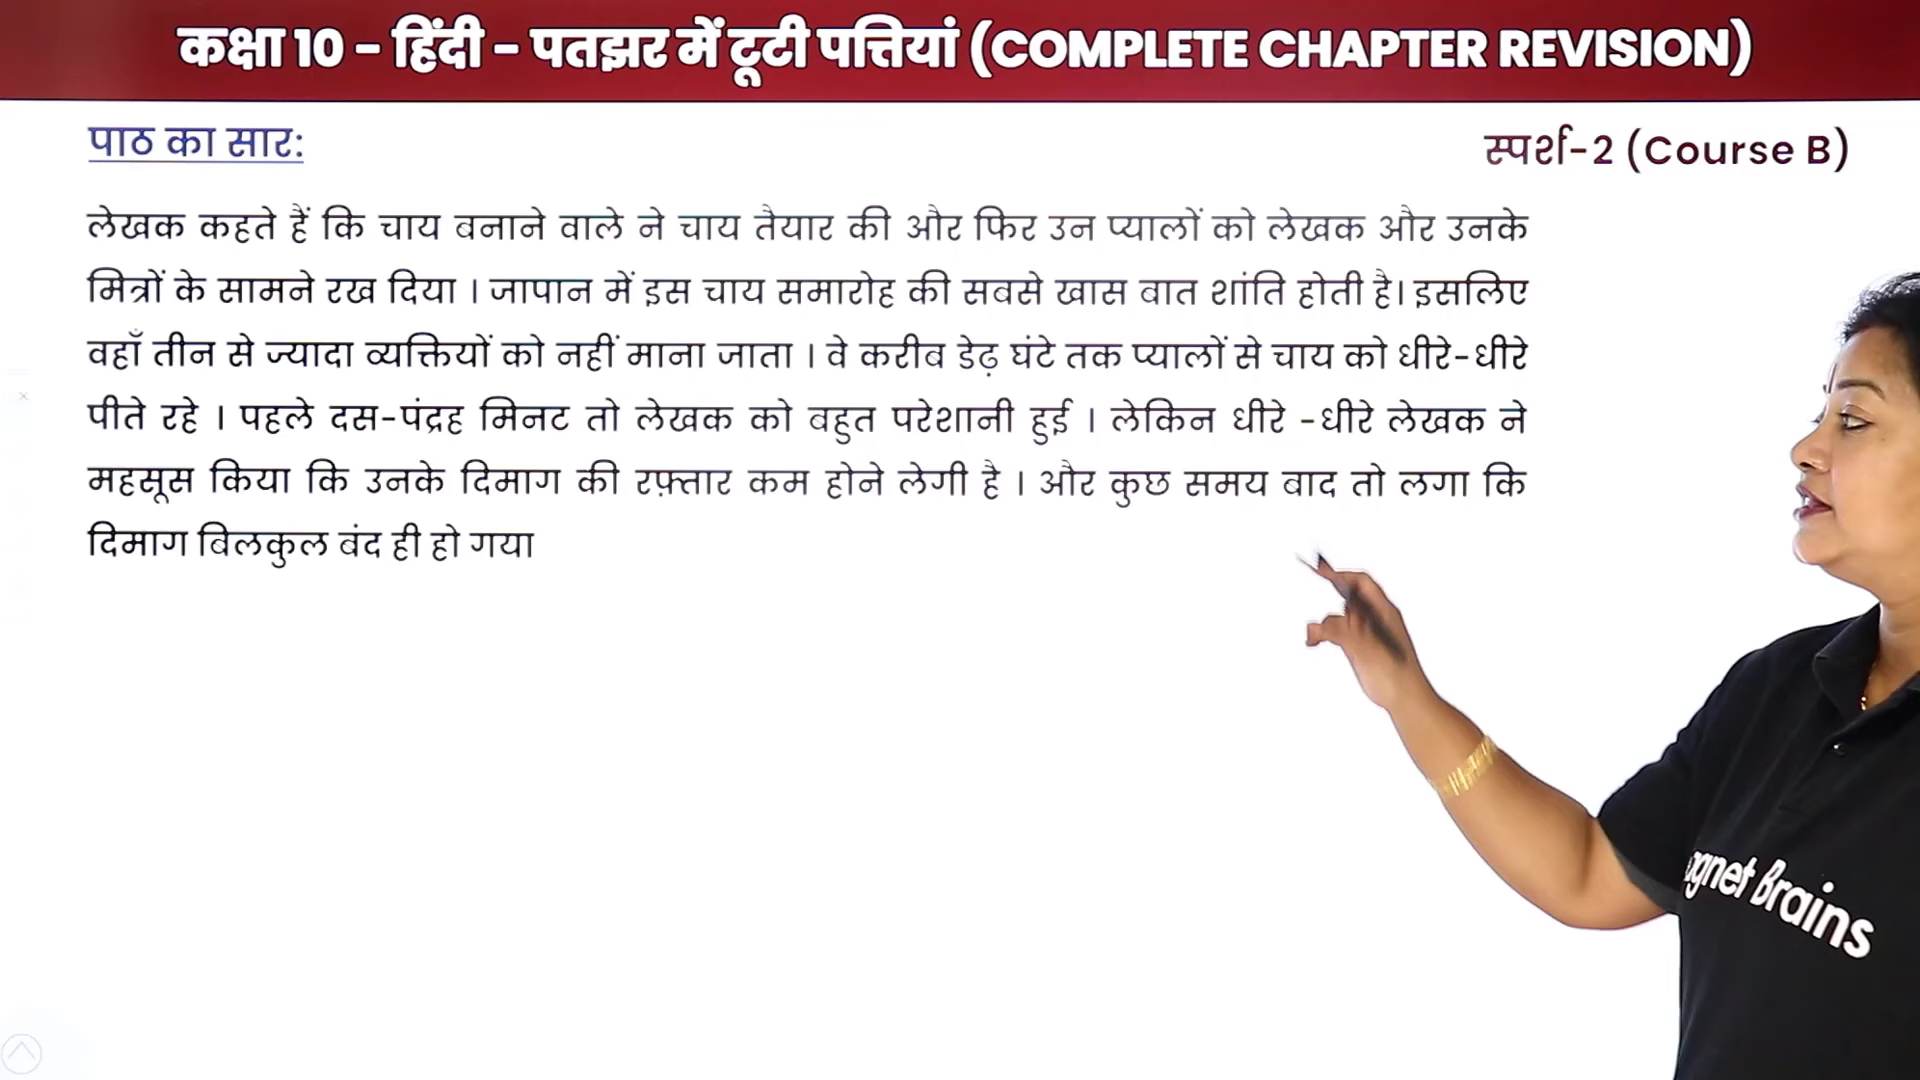 कक्षा 10 - हिंदी - पतझर में टूटी पत्तियां (COMPLETE CHAPTER REVISION)
पाठ का सार:
स्पर्श-2 (Course B)
लेखक कहते हैं कि चाय बनाने वाले ने चाय तैयार की और फिर उन प्यालों को लेखक और उनके
मित्रों के सामने रख दिया । जापान में इस चाय समारोह की सबसे खास बात शांति होती है। इसलिए
वहाँ तीन से ज्यादा व्यक्तियों को नहीं माना जाता । वे करीब डेढ़ घंटे तक प्यालों से चाय को धीरे-धीरे
पीते रहे । पहले दस-पंद्रह मिनट तो लेखक को बहुत परेशानी हुई । लेकिन धीरे -धीरे लेखक ने
महसूस किया कि उनके दिमाग की रफ़्तार कम होने लेगी है । और कुछ समय बाद तो लगा कि
दिमाग बिलकुल बंद ही हो गया
agnet Brains